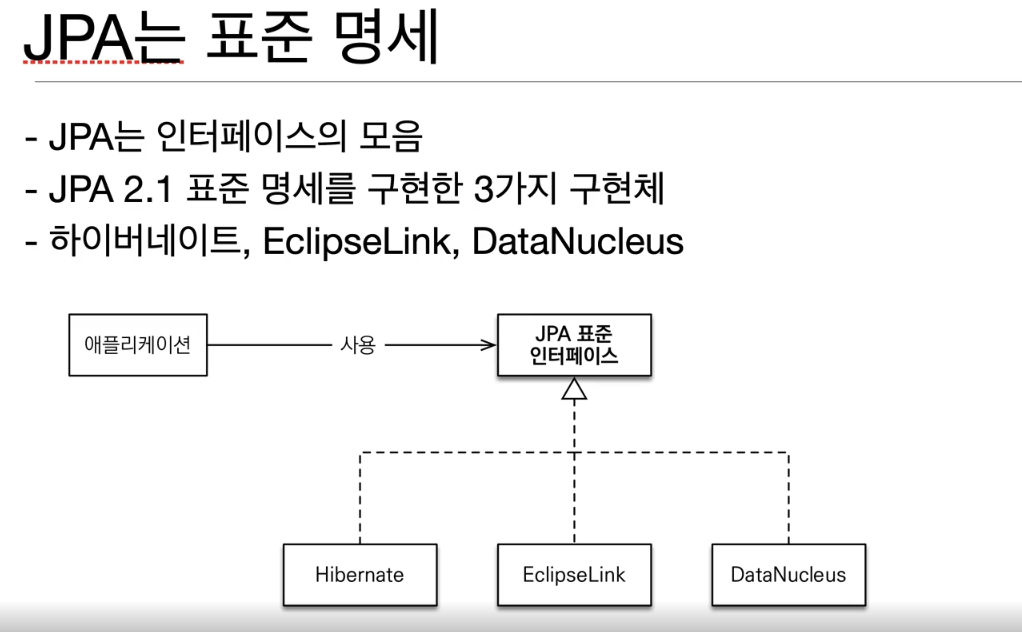 JPA는 표준 명세
- JPA는 인터페이스의 모음
- JPA 2.1 표준 명세를 구현한 3가지 구현체
- 하이버네이트, EclipseLink, DataNucleus
애플리케이션
사용
JPA 표준
인터페이스
Hibernate
EclipseLink
DataNucleus